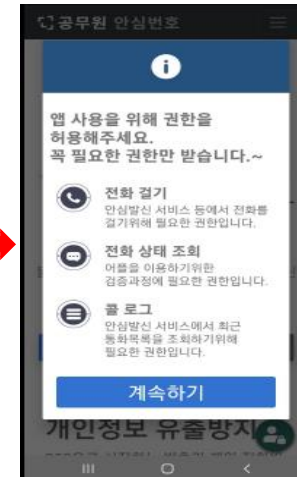 공무원 안심번호
앱 사용을 위해 권한을
허용해주세요.
꼭 필요한 권한만 받습니다.~
전화 걸기
안심발신 서비스 등에서 전화를
걸기위해 필요한 권한입니다.
전화 상태 조회
어플을 이용하기위한
검증과정에 필요한 권한입니다.
콜 로그
안심발신 서비스에서 최근
통화목록을 조회하기위해
필요한 권한입니다.
계속하기
개인정보 유출방지